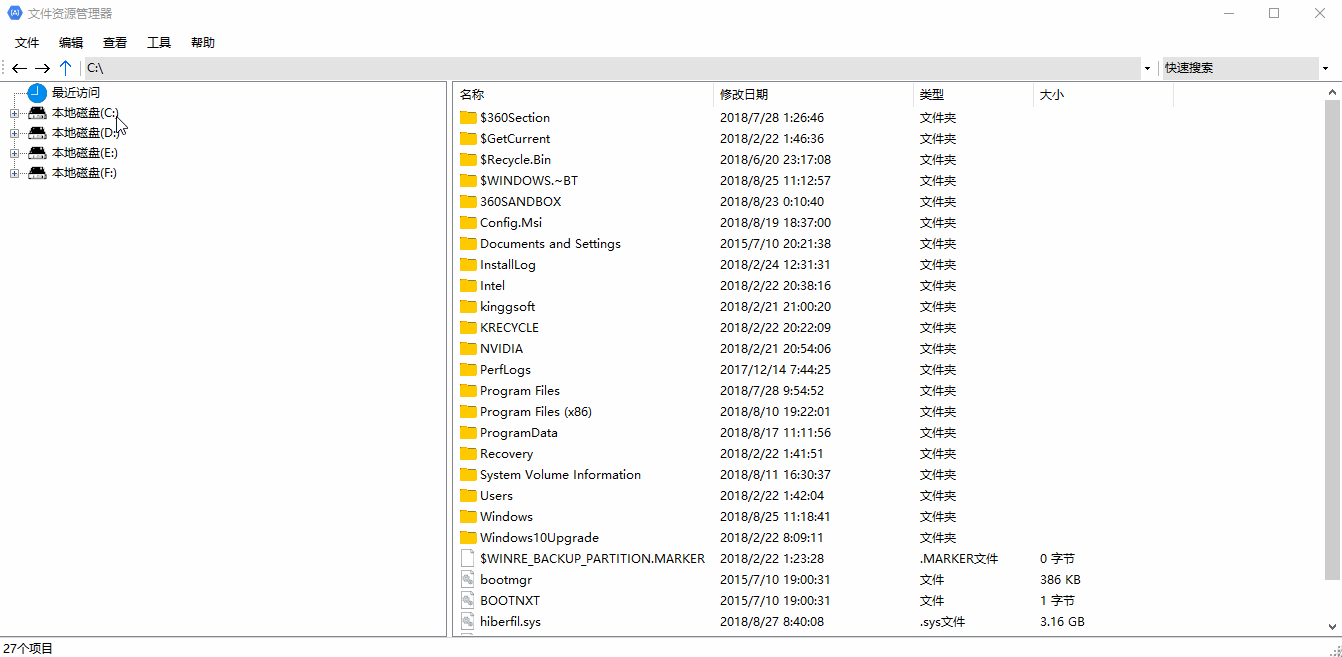 文件资源管理器
文件 编辑 查看 工具 帮助
C:\ 快速搜索
最近访问
本地磁盘(C:)
本地磁盘(D:)
本地磁盘(E:)
本地磁盘(F:)
名称 修改日期 类型 大小
$360Section 2018/7/28 1:26:46 文件夹
$GetCurrent 2018/2/22 1:46:36 文件夹
$Recycle.Bin 2018/6/20 23:17:08 文件夹
$WINDOWS.~BT 2018/8/25 11:12:57 文件夹
360SANDBOX 2018/8/23 0:10:40 文件夹
Config.Msi 2018/8/19 18:37:00 文件夹
Documents and Settings 2015/7/10 20:21:38 文件夹
InstallLog 2018/2/24 12:31:31 文件夹
Intel 2018/2/22 20:38:16 文件夹
kinggsoft 2018/2/21 21:00:20 文件夹
KRECYCLE 2018/2/22 20:22:09 文件夹
NVIDIA 2018/2/21 20:54:06 文件夹
PerfLogs 2017/12/14 7:44:25 文件夹
Program Files 2018/7/28 9:54:52 文件夹
Program Files (x86) 2018/8/10 19:22:01 文件夹
ProgramData 2018/8/17 11:11:56 文件夹
Recovery 2018/2/22 1:41:51 文件夹
System Volume Information 2018/8/11 16:30:37 文件夹
Users 2018/2/22 1:42:04 文件夹
Windows 2018/8/25 11:18:41 文件夹
Windows10Upgrade 2018/2/22 8:09:11 文件夹
$WINRE_BACKUP_PARTITION.MARKER 2018/2/22 1:23:28 .MARKER文件 0 字节
bootmgr 2015/7/10 19:00:31 文件 386 KB
BOOTNXT 2015/7/10 19:00:31 文件 1 字节
hiberfil.sys 2018/8/27 8:40:08 .sys文件 3.16 GB
27个项目